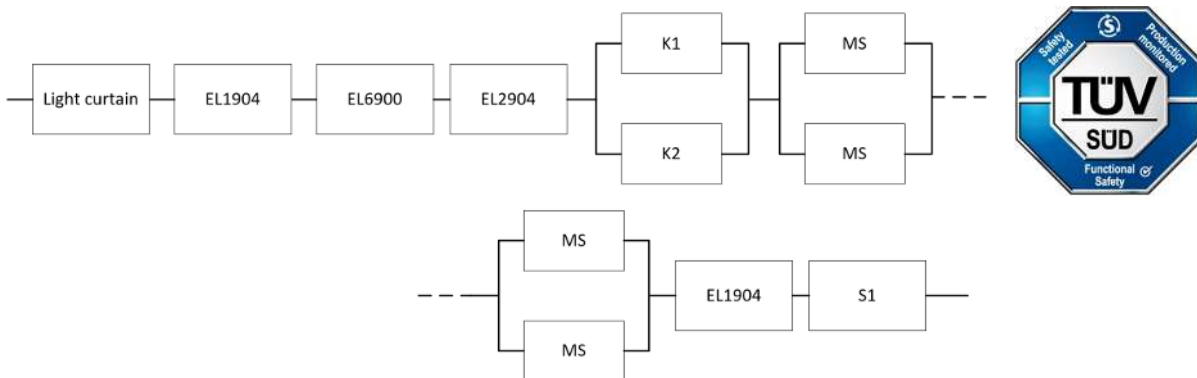 K1
MS
Light curtain
EL1904
EL6900
EL2904
K2
MS
Safety tested
Production monitored
TÜV
SÜD
Functional Safety
MS
EL1904
S1
MS